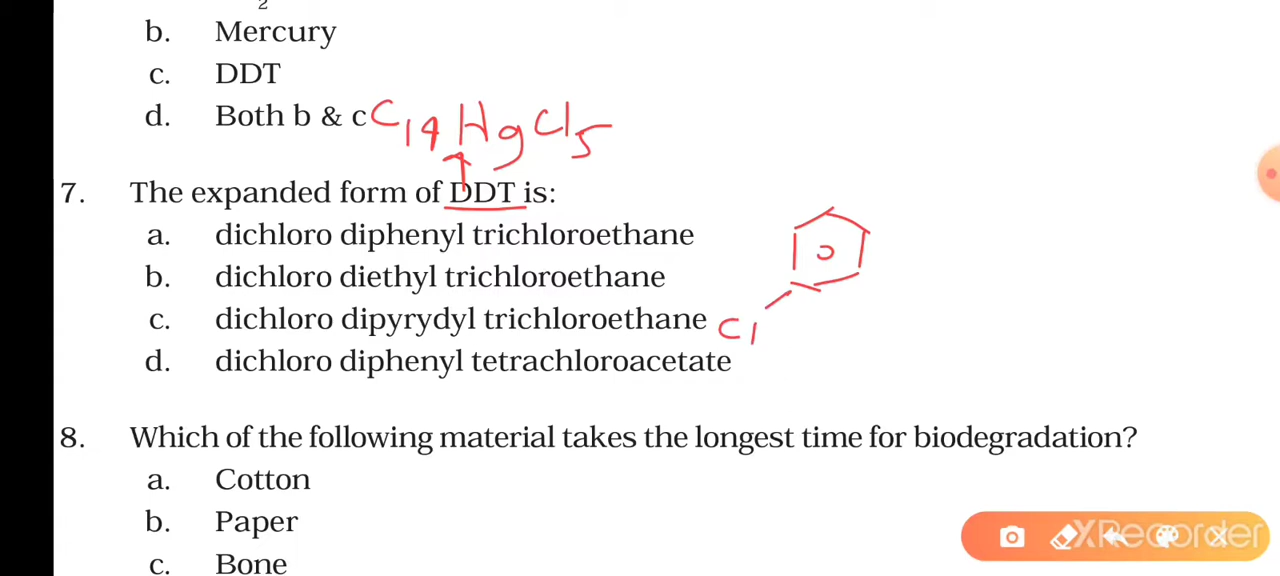 2
b. Mercury
c. DDT
d. Both b & c C14H9Cl5
7. The expanded form of DDT is:
a. dichloro diphenyl trichloroethane
b. dichloro diethyl trichloroethane
c. dichloro dipyrydyl trichloroethane Cl
d. dichloro diphenyl tetrachloroacetate
8. Which of the following material takes the longest time for biodegradation?
a. Cotton
b. Paper
XRecorder
c. Bone